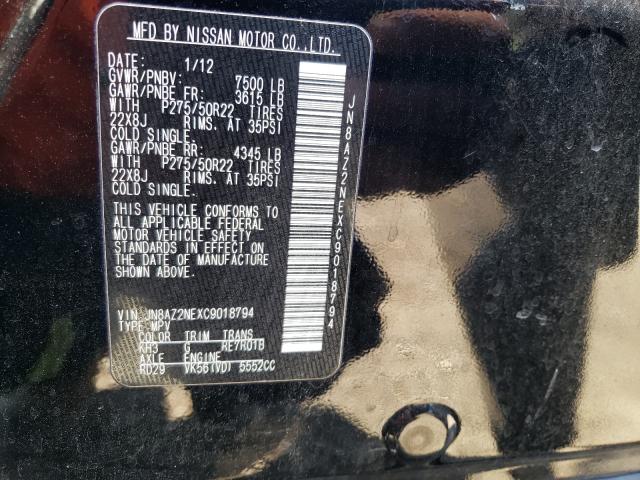 MFD BY NISSAN MOTOR CO.,LTD.
DATE: 1/12
GVWR/PNBV: 7500 LB
GAWR/PNBE FR: 3615 LB
WITH P275/50R22 TIRES
22X8J RIMS. AT 35PSI
COLD SINGLE.
GAWR/PNBE RR: 4345 LB
WITH P275/50R22 TIRES
22X8J RIMS. AT 35PSI
COLD SINGLE.
THIS VEHICLE CONFORMS TO
ALL APPLICABLE FEDERAL
MOTOR VEHICLE SAFETY
STANDARDS IN EFFECT ON THE
DATE OF MANUFACTURE
SHOWN ABOVE.
VIN JN8AZ2NEXC9018794
TYPE MPV
COLOR TRIM TRANS
KH3 G RE7R01B
AXLE ENGINE
RD29 VK56(VD) 5552CC
JN8AZ2NEXC9018794